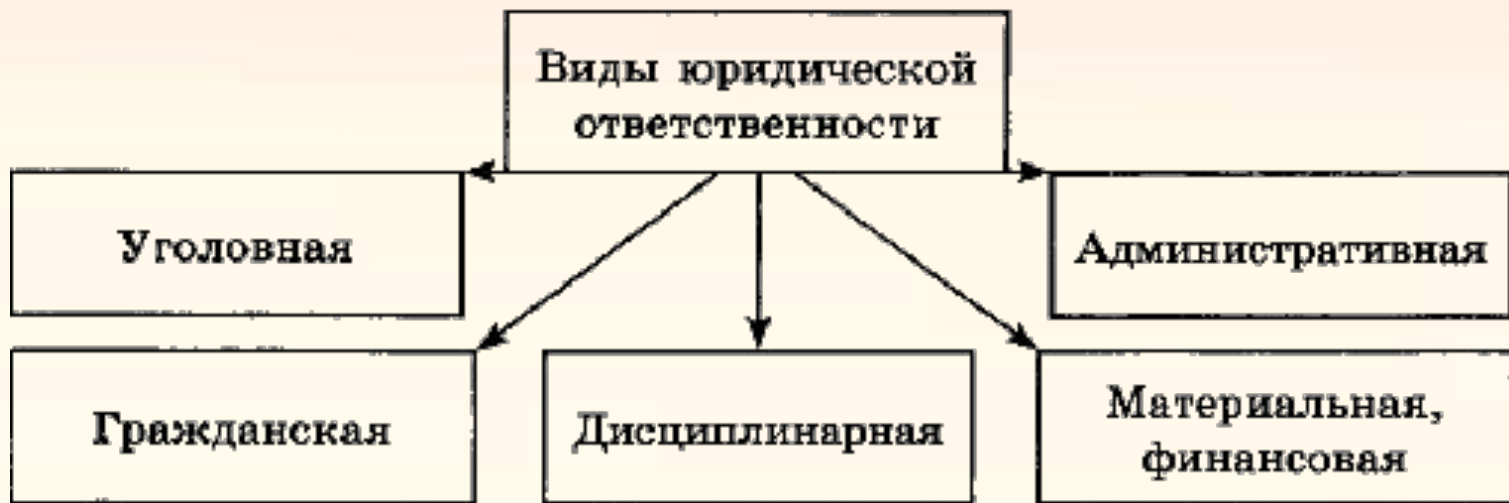 Виды юридической
ответственности
Уголовная
Административная
Гражданская
Дисциплинарная
Материальная,
финансовая